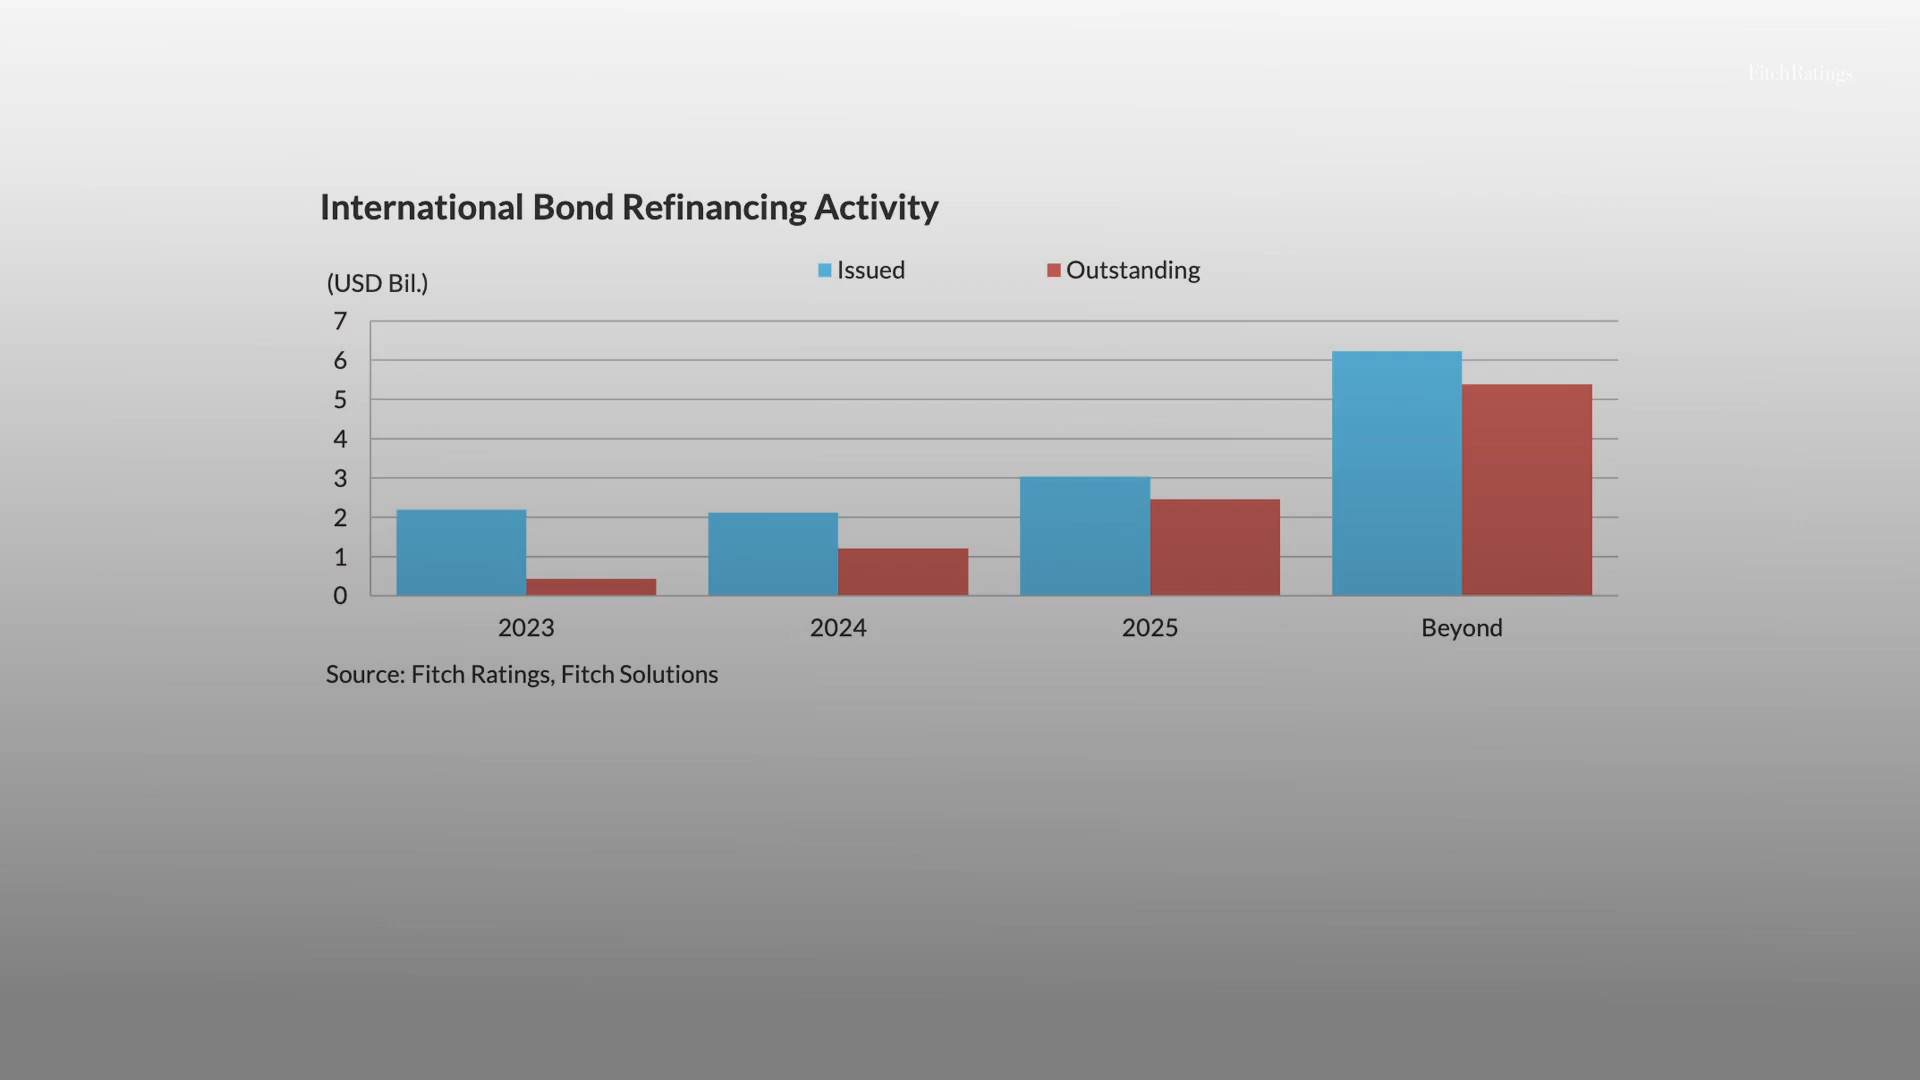 FitchRatings
International Bond Refinancing Activity
(USD Bil.)
Issued
Outstanding
7
6
5
4
3
2
1
0
2023
2024
2025
Beyond
Source: Fitch Ratings, Fitch Solutions